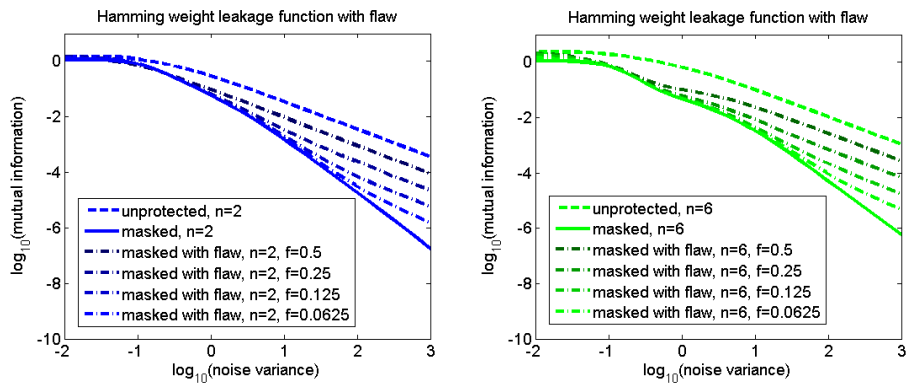 Hamming weight leakage function with flaw
log10(mutual information)
0
-2
-4
-6
-8
-10
unprotected, n=2
masked, n=2
masked with flaw, n=2, f=0.5
masked with flaw, n=2, f=0.25
masked with flaw, n=2, f=0.125
masked with flaw, n=2, f=0.0625
-2 -1 0 1 2 3
log10(noise variance)
Hamming weight leakage function with flaw
log10(mutual information)
0
-2
-4
-6
-8
-10
unprotected, n=6
masked, n=6
masked with flaw, n=6, f=0.5
masked with flaw, n=6, f=0.25
masked with flaw, n=6, f=0.125
masked with flaw, n=6, f=0.0625
-2 -1 0 1 2 3
log10(noise variance)